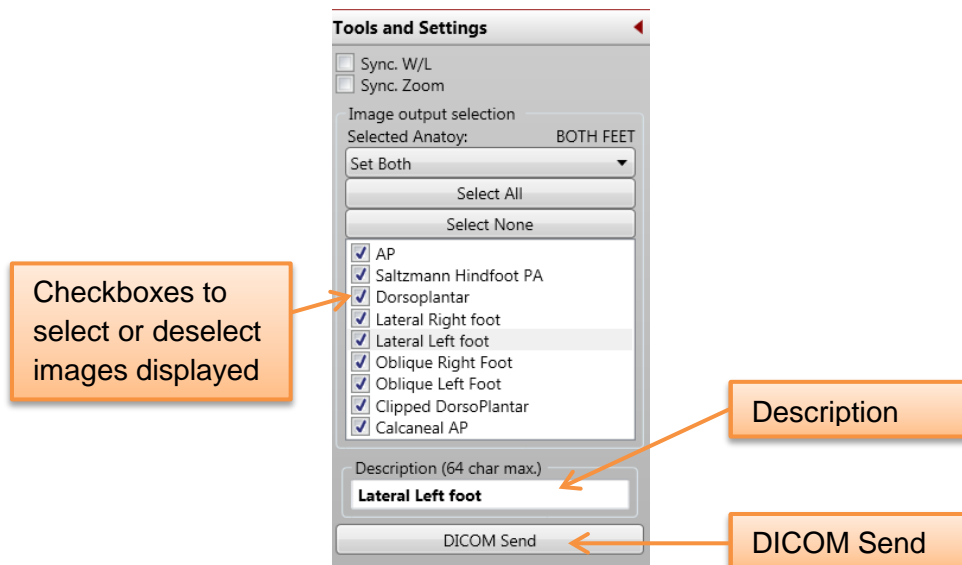 Tools and Settings
Sync. W/L
Sync. Zoom
Image output selection
Selected Anatoy: BOTH FEET
Set Both
Select All
Select None
AP
Saltzmann Hindfoot PA
Dorsoplantar
Lateral Right foot
Lateral Left foot
Oblique Right Foot
Oblique Left Foot
Clipped DorsoPlantar
Calcaneal AP
Checkboxes to
select or deselect
images displayed
Description
Description (64 char max.)
Lateral Left foot
DICOM Send
DICOM Send